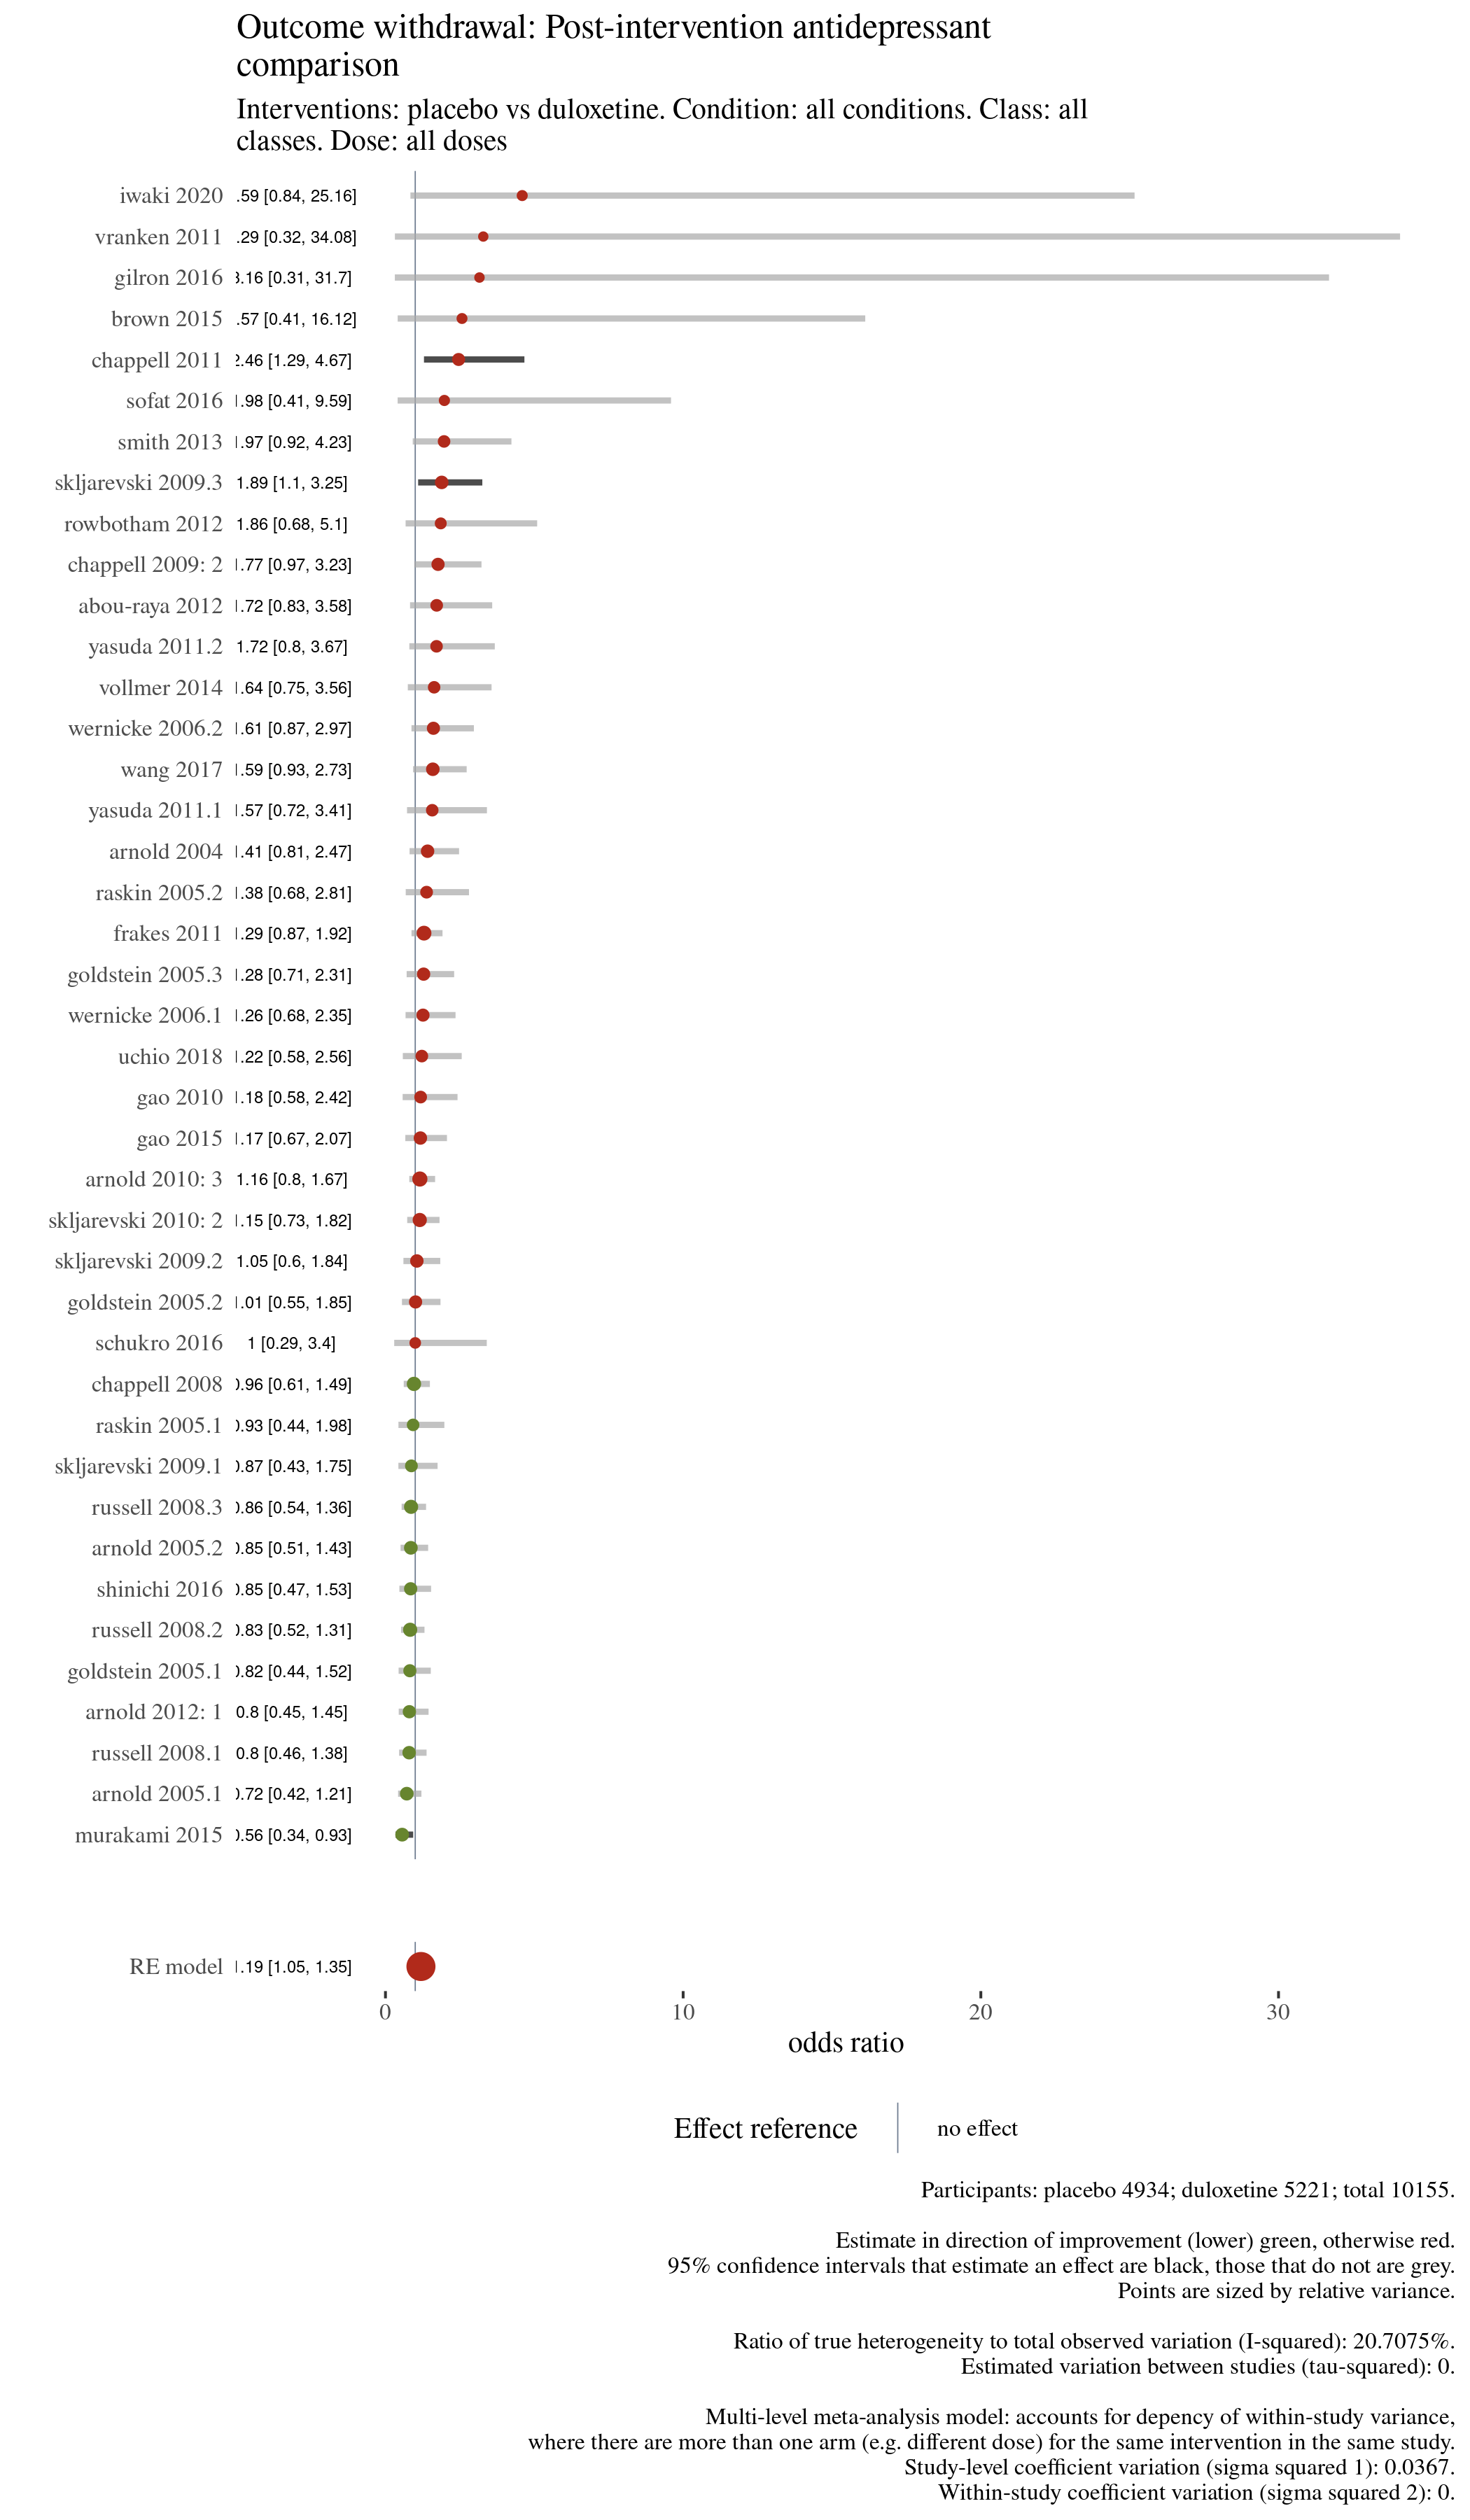 Outcome withdrawal: Post-intervention antidepressant
comparison
Interventions: placebo vs duloxetine. Condition: all conditions. Class: all
classes. Dose: all doses
iwaki 2020 .59 [0.84, 25.16]
vranken 2011 .29 [0.32, 34.08]
gilron 2016 3.16 [0.31, 31.7]
brown 2015 .57 [0.41, 16.12]
chappell 2011 2.46 [1.29, 4.67]
sofat 2016 1.98 [0.41, 9.59]
smith 2013 1.97 [0.92, 4.23]
skljarevski 2009.3 1.89 [1.1, 3.25]
rowbotham 2012 1.86 [0.68, 5.1]
chappell 2009: 2 1.77 [0.97, 3.23]
abou-raya 2012 1.72 [0.83, 3.58]
yasuda 2011.2 1.72 [0.8, 3.67]
vollmer 2014 1.64 [0.75, 3.56]
wernicke 2006.2 1.61 [0.87, 2.97]
wang 2017 1.59 [0.93, 2.73]
yasuda 2011.1 1.57 [0.72, 3.41]
arnold 2004 1.41 [0.81, 2.47]
raskin 2005.2 1.38 [0.68, 2.81]
frakes 2011 1.29 [0.87, 1.92]
goldstein 2005.3 1.28 [0.71, 2.31]
wernicke 2006.1 1.26 [0.68, 2.35]
uchio 2018 1.22 [0.58, 2.56]
gao 2010 1.18 [0.58, 2.42]
gao 2015 1.17 [0.67, 2.07]
arnold 2010: 3 1.16 [0.8, 1.67]
skljarevski 2010: 2 1.15 [0.73, 1.82]
skljarevski 2009.2 1.05 [0.6, 1.84]
goldstein 2005.2 1.01 [0.55, 1.85]
schukro 2016 1 [0.29, 3.4]
chappell 2008 0.96 [0.61, 1.49]
raskin 2005.1 0.93 [0.44, 1.98]
skljarevski 2009.1 0.87 [0.43, 1.75]
russell 2008.3 0.86 [0.54, 1.36]
arnold 2005.2 0.85 [0.51, 1.43]
shinichi 2016 0.85 [0.47, 1.53]
russell 2008.2 0.83 [0.52, 1.31]
goldstein 2005.1 0.82 [0.44, 1.52]
arnold 2012: 1 0.8 [0.45, 1.45]
russell 2008.1 0.8 [0.46, 1.38]
arnold 2005.1 0.72 [0.42, 1.21]
murakami 2015 0.56 [0.34, 0.93]
RE model 1.19 [1.05, 1.35]
0 10 20 30
odds ratio
Effect reference no effect
Participants: placebo 4934; duloxetine 5221; total 10155.
Estimate in direction of improvement (lower) green, otherwise red.
95% confidence intervals that estimate an effect are black, those that do not are grey.
Points are sized by relative variance.
Ratio of true heterogeneity to total observed variation (I-squared): 20.7075%.
Estimated variation between studies (tau-squared): 0.
Multi-level meta-analysis model: accounts for depency of within-study variance,
where there are more than one arm (e.g. different dose) for the same intervention in the same study.
Study-level coefficient variation (sigma squared 1): 0.0367.
Within-study coefficient variation (sigma squared 2): 0.